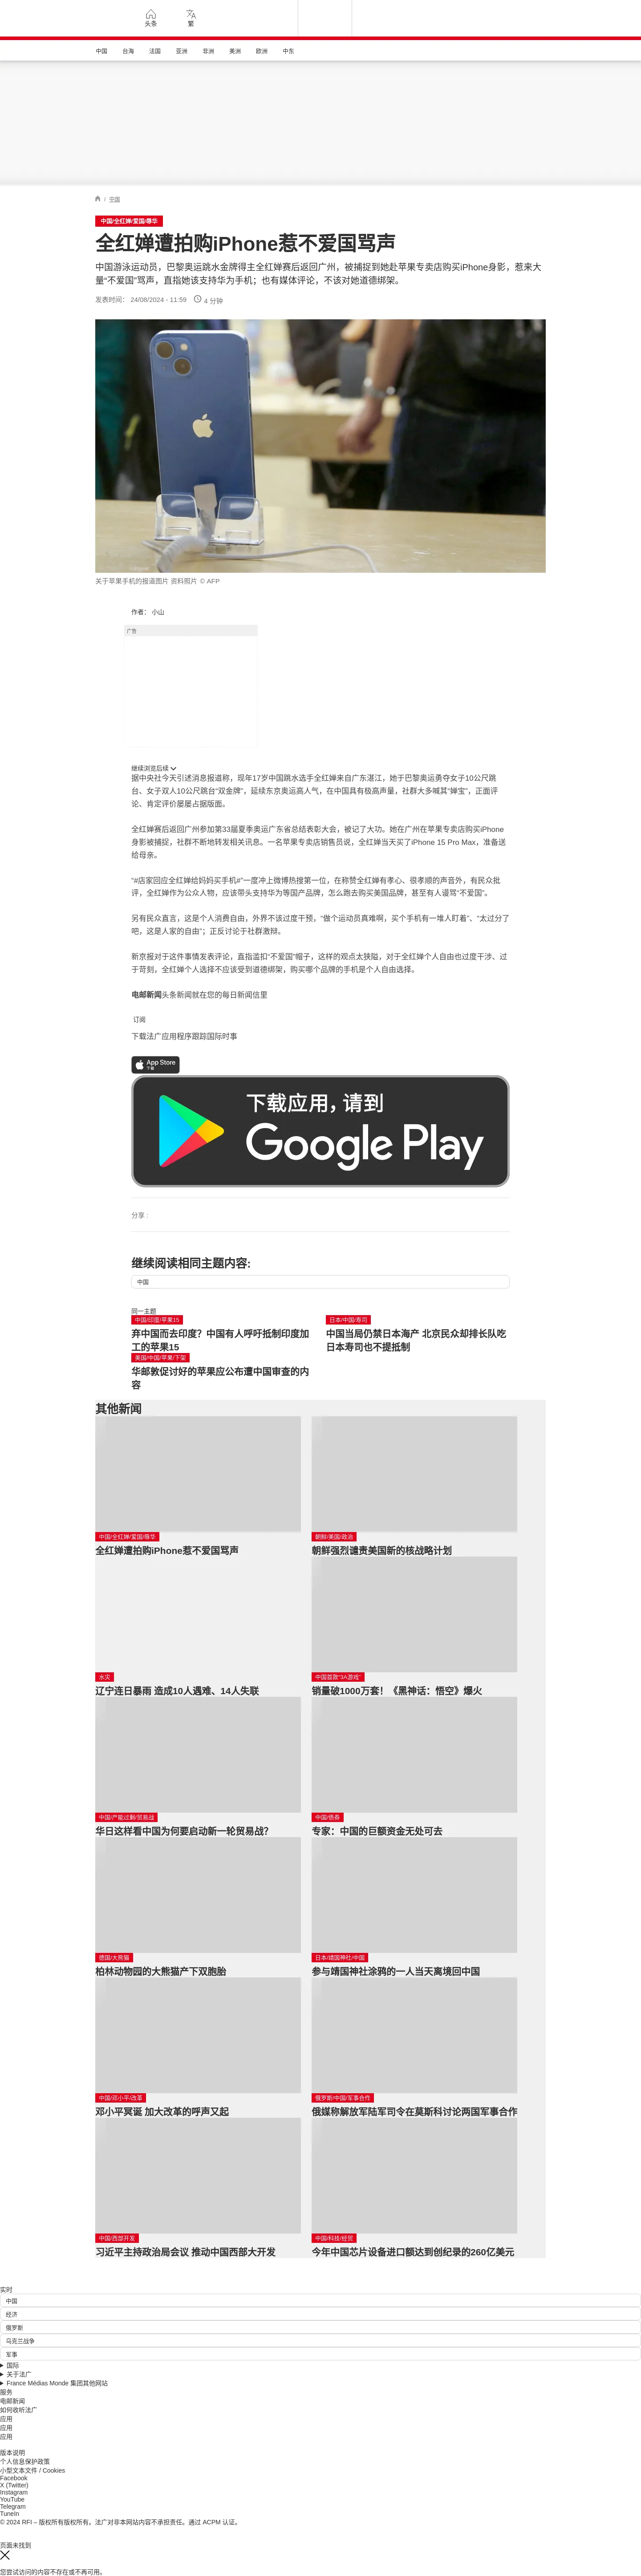 头条
繁
中国
台海
法国
亚洲
非洲
美洲
欧洲
中东
/ 中国
中国/全红婵/爱国/辱华
全红婵遭拍购iPhone惹不爱国骂声
中国游泳运动员，巴黎奥运跳水金牌得主全红婵赛后返回广州，被捕捉到她赴苹果专卖店购买iPhone身影，惹来大
量“不爱国”骂声，直指她该支持华为手机；也有媒体评论，不该对她道德绑架。
发表时间： 24/08/2024 - 11:59
4 分钟
关于苹果手机的报道图片 资料照片 © AFP
作者： 小山
广告
继续浏览后续
据中央社今天引述消息报道称，现年17岁中国跳水选手全红婵来自广东湛江，她于巴黎奥运勇夺女子10公尺跳
台、女子双人10公尺跳台“双金牌”，延续东京奥运高人气，在中国具有极高声量，社群大多喊其“婵宝”，正面评
论、肯定评价屡屡占据版面。
全红婵赛后返回广州参加第33届夏季奥运广东省总结表彰大会，被记了大功。她在广州在苹果专卖店购买iPhone
身影被捕捉，社群不断地转发相关讯息。一名苹果专卖店销售员说，全红婵当天买了iPhone 15 Pro Max，准备送
给母亲。
“#店家回应全红婵给妈妈买手机#”一度冲上微博热搜第一位，在称赞全红婵有孝心、很孝顺的声音外，有民众批
评，全红婵作为公众人物，应该带头支持华为等国产品牌，怎么跑去购买美国品牌，甚至有人谩骂“不爱国”。
另有民众直言，这是个人消费自由，外界不该过度干预，“做个运动员真难啊，买个手机有一堆人盯着”、“太过分了
吧，这是人家的自由”；正反讨论于社群激辩。
新京报对于这件事情发表评论，直指滥扣“不爱国”帽子，这样的观点太狭隘，对于全红婵个人自由也过度干涉、过
于苛刻，全红婵个人选择不应该受到道德绑架，购买哪个品牌的手机是个人自由选择。
电邮新闻头条新闻就在您的每日新闻信里
订阅
下载法广应用程序跟踪国际时事
App Store
下载
下载应用，请到
Google Play
分享 :
继续阅读相同主题内容:
中国
同一主题
中国/印度/苹果15
弃中国而去印度？中国有人呼吁抵制印度加
工的苹果15
日本/中国/寿司
中国当局仍禁日本海产 北京民众却排长队吃
日本寿司也不提抵制
美国/中国/苹果/下架
华邮敦促讨好的苹果应公布遭中国审查的内
容
其他新闻
中国/全红婵/爱国/辱华
全红婵遭拍购iPhone惹不爱国骂声
朝鲜/美国/政治
朝鲜强烈谴责美国新的核战略计划
水灾
辽宁连日暴雨 造成10人遇难、14人失联
中国首款“3A游戏”
销量破1000万套！《黑神话：悟空》爆火
中国/产能过剩/贸易战
华日这样看中国为何要启动新一轮贸易战?
中国/债券
专家：中国的巨额资金无处可去
德国/大熊猫
柏林动物园的大熊猫产下双胞胎
日本/靖国神社/中国
参与靖国神社涂鸦的一人当天离境回中国
中国/邓小平/改革
邓小平冥诞 加大改革的呼声又起
俄罗斯/中国/军事合作
俄媒称解放军陆军司令在莫斯科讨论两国军事合作
中国/西部开发
习近平主持政治局会议 推动中国西部大开发
中国/科技/经贸
今年中国芯片设备进口额达到创纪录的260亿美元
实时
中国
经济
俄罗斯
乌克兰战争
军事
国际
关于法广
France Médias Monde 集团其他网站
服务
电邮新闻
如何收听法广
应用
应用
应用
版本说明
个人信息保护政策
小型文本文件 / Cookies
Facebook
X (Twitter)
Instagram
YouTube
Telegram
TuneIn
© 2024 RFI – 版权所有版权所有。法广对非本网站内容不承担责任。通过 ACPM 认证。
页面未找到
您尝试访问的内容不存在或不再可用。